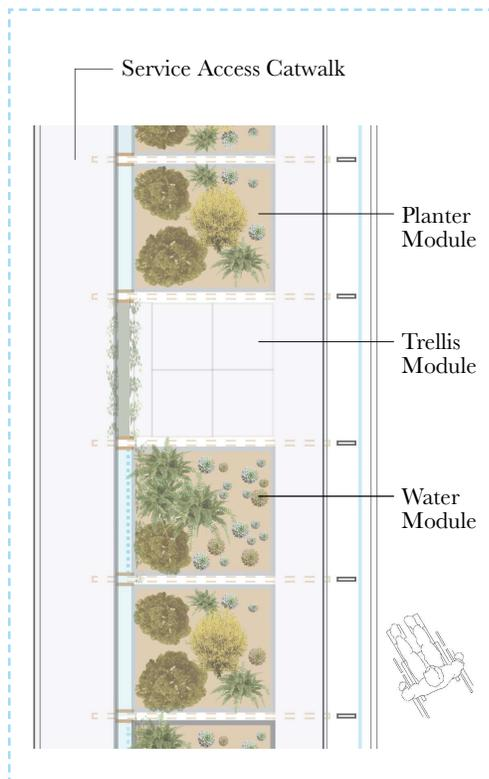 Service Access Catwalk
Planter
Module
Trellis
Module
Water
Module